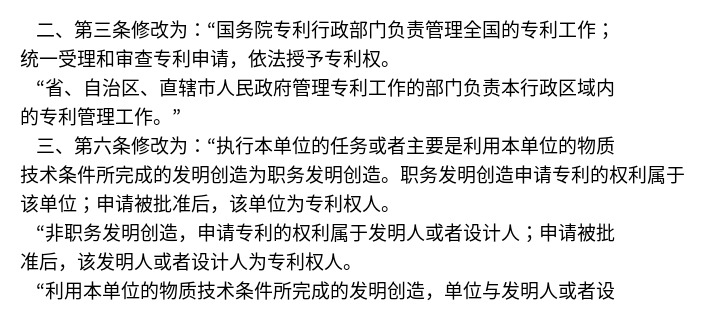 二、第三条修改为：“国务院专利行政部门负责管理全国的专利工作；
统一受理和审查专利申请，依法授予专利权。
“省、自治区、直辖市人民政府管理专利工作的部门负责本行政区域内
的专利管理工作。”
三、第六条修改为：“执行本单位的任务或者主要是利用本单位的物质
技术条件所完成的发明创造为职务发明创造。职务发明创造申请专利的权利属于
该单位；申请被批准后，该单位为专利权人。
“非职务发明创造，申请专利的权利属于发明人或者设计人；申请被批
准后，该发明人或者设计人为专利权人。
“利用本单位的物质技术条件所完成的发明创造，单位与发明人或者设